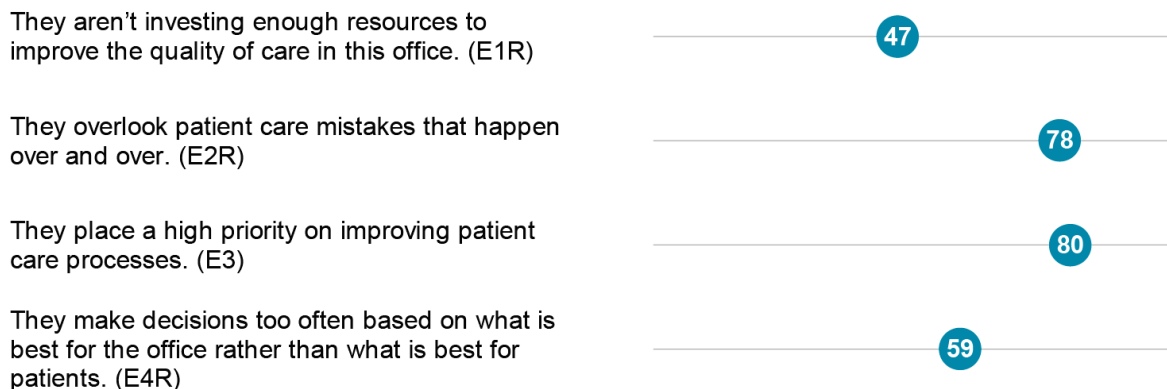 They aren’t investing enough resources to
improve the quality of care in this office. (E1R)
47
They overlook patient care mistakes that happen
over and over. (E2R)
78
They place a high priority on improving patient
care processes. (E3)
80
They make decisions too often based on what is
best for the office rather than what is best for
patients. (E4R)
59